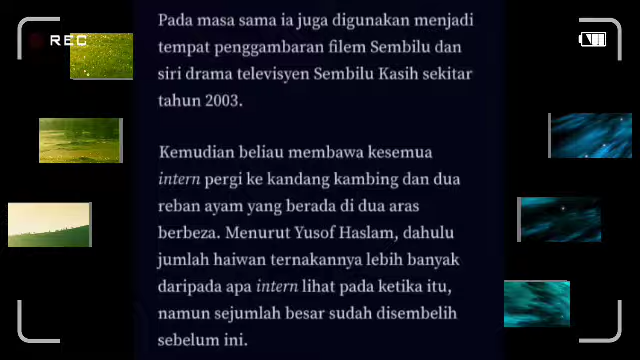 Pada masa sama ia juga digunakan menjadi
tempat penggambaran filem Sembilu dan
siri drama televisyen Sembilu Kasih sekitar
tahun 2003.
REC
Kemudian beliau membawa kesemua
intern pergi ke kandang kambing dan dua
reban ayam yang berada di dua aras
berbeza. Menurut Yusof Haslam, dahulu
jumlah haiwan ternakannya lebih banyak
daripada apa intern lihat pada ketika itu,
namun sejumlah besar sudah disembelih
sebelum ini.